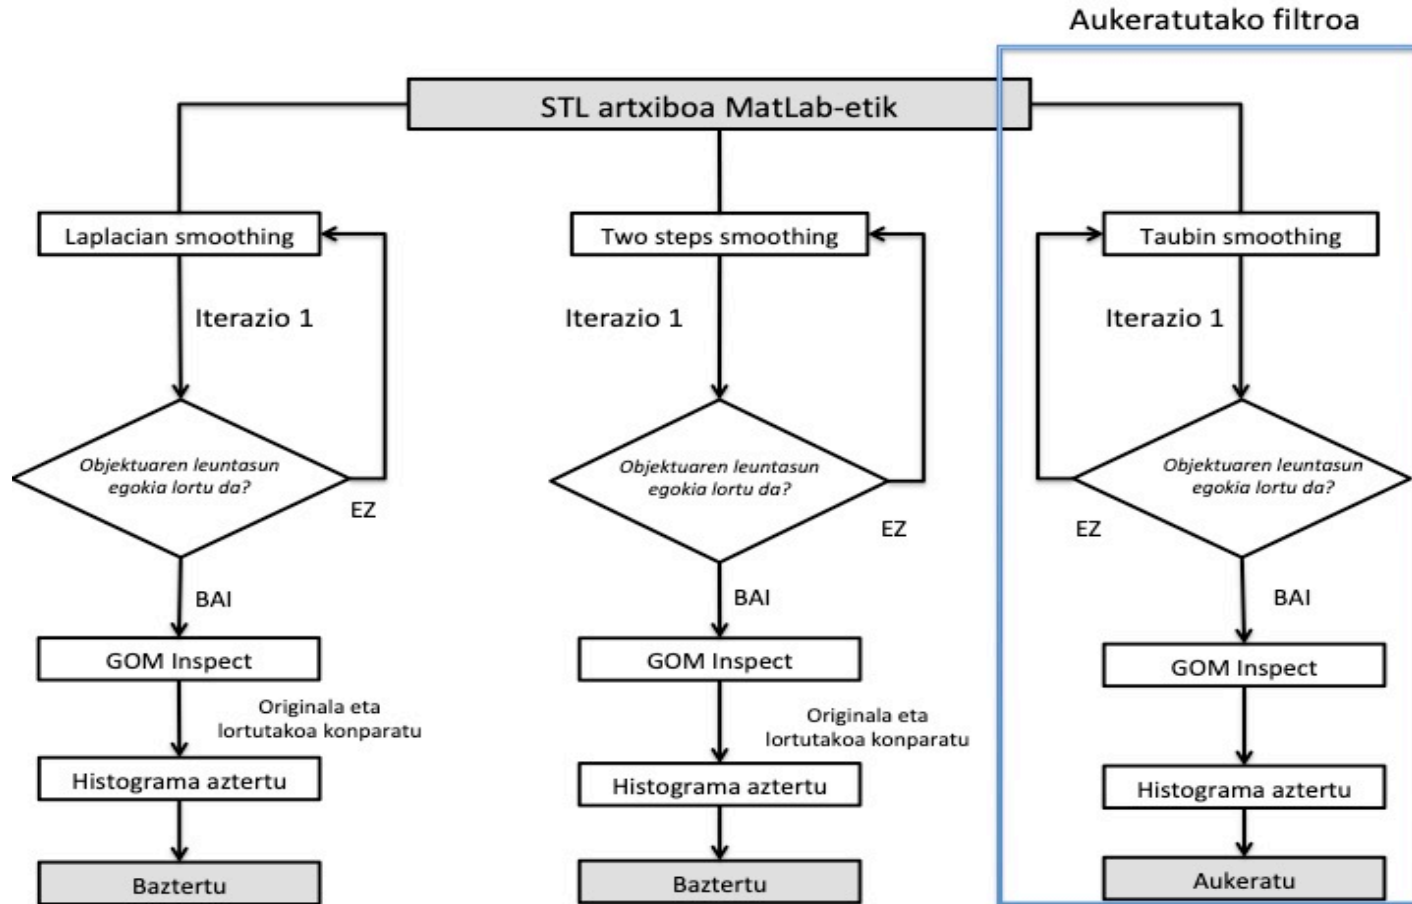 Aukeratutako filtroa
STL artxiboa MatLab-etik
Laplacian smoothing
Iterazio 1
Objektuaren leuntasun
egokia lortu da?
EZ
BAI
GOM Inspect
Originala eta
lortutakoa konparatu
Histograma aztertu
Baztertu
Two steps smoothing
Iterazio 1
Objektuaren leuntasun
egokia lortu da?
EZ
BAI
GOM Inspect
Originala eta
lortutakoa konparatu
Histograma aztertu
Baztertu
Taubin smoothing
Iterazio 1
Objektuaren leuntasun
egokia lortu da?
EZ
BAI
GOM Inspect
Histograma aztertu
Aukeratu